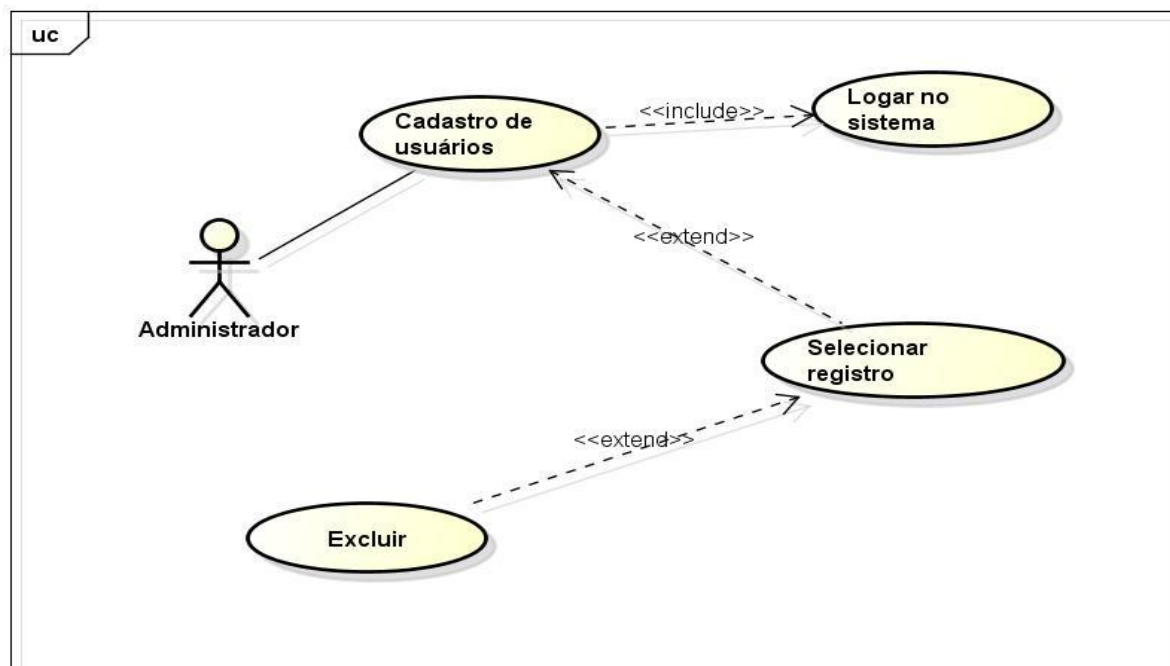 uc
Cadastro de
usuários
<<include>>
Logar no
sistema
<<extend>>
Administrador
Selecionar
registro
<<extend>>
Excluir